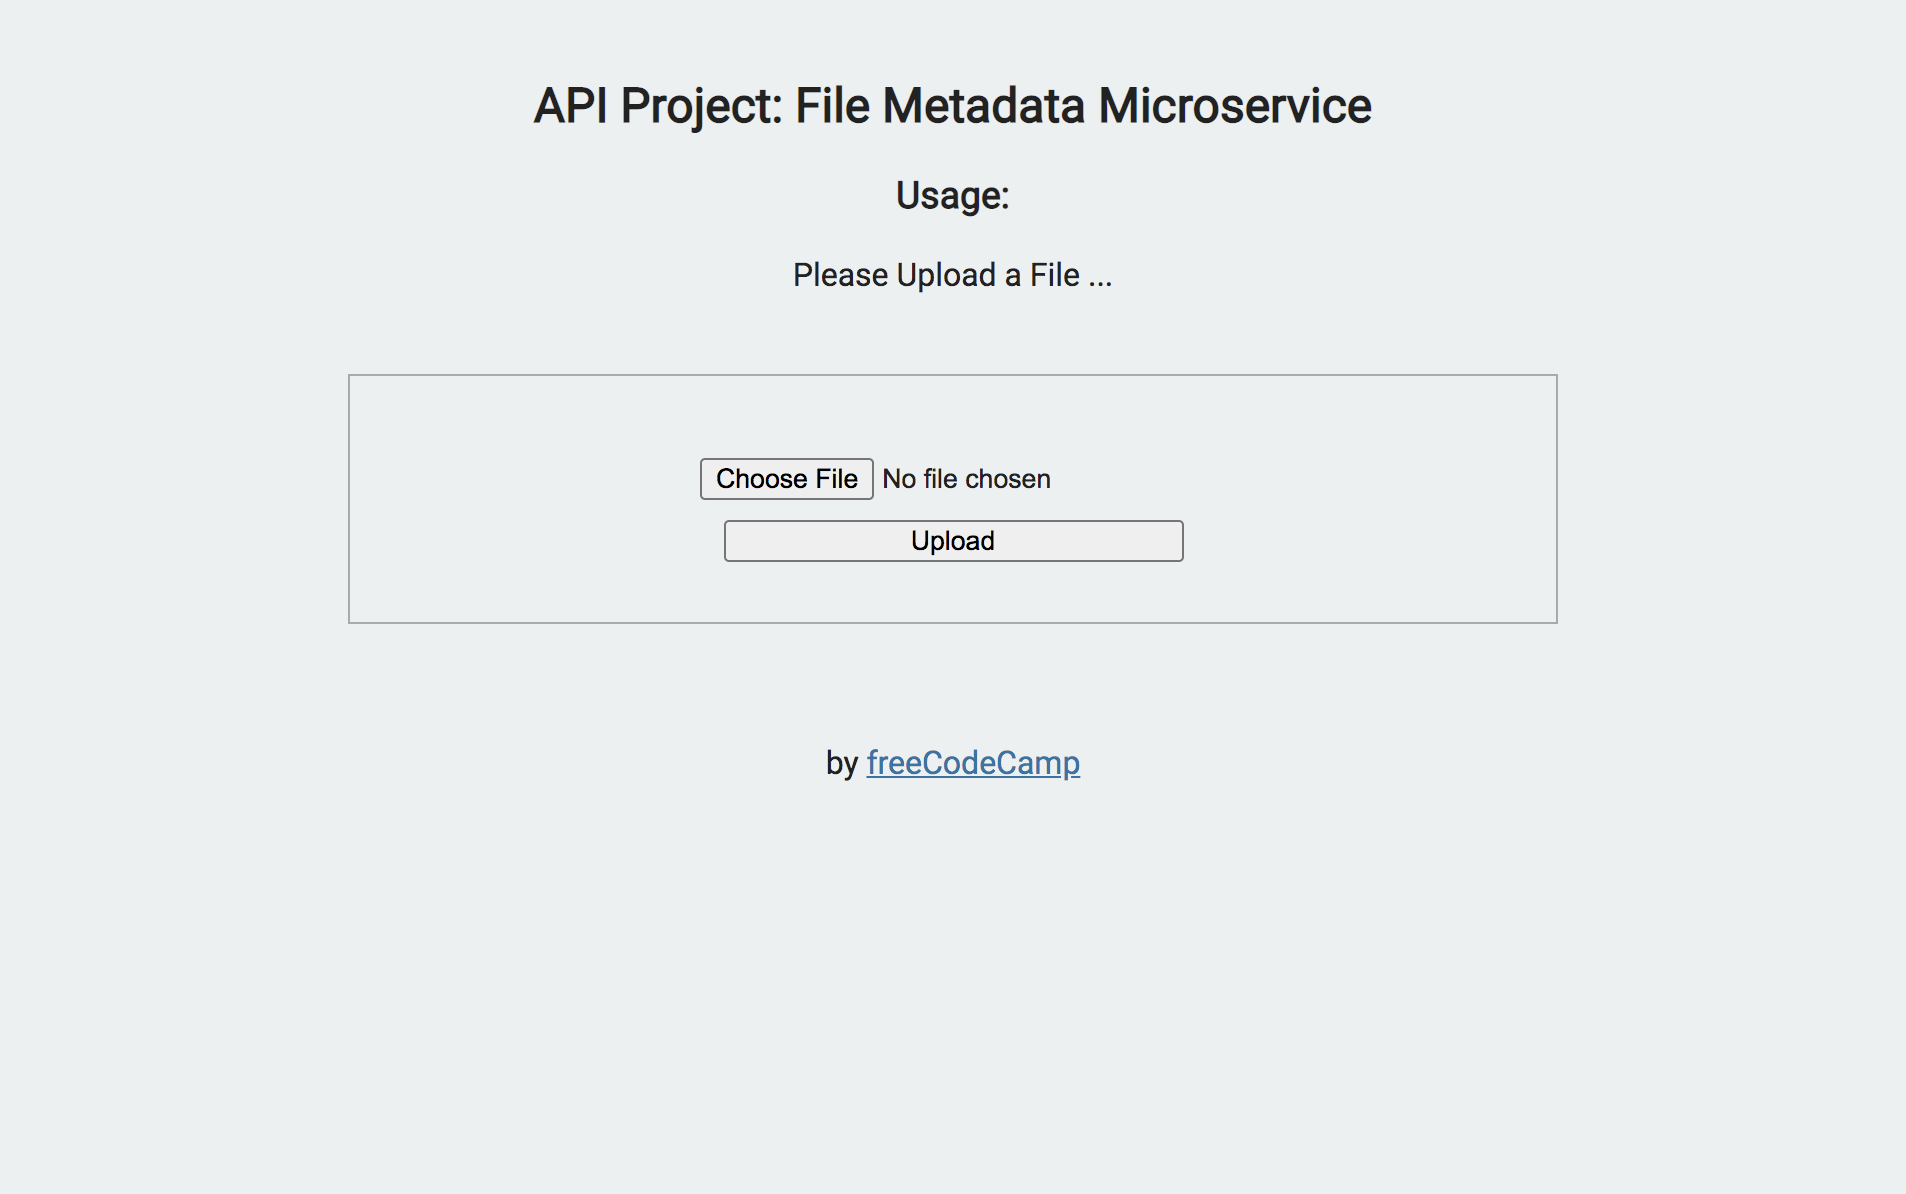 API Project: File Metadata Microservice
Usage:
Please Upload a File ...
Choose File No file chosen
Upload
by freeCodeCamp